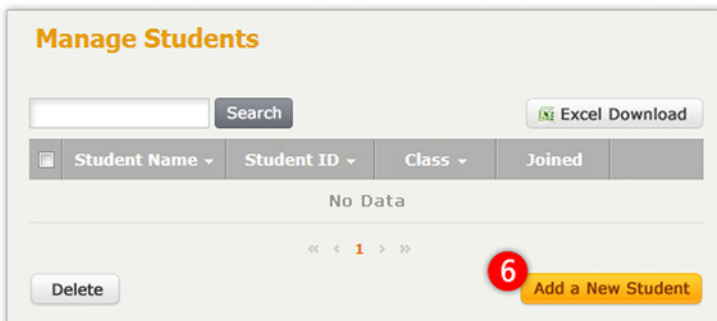 Manage Students
Search
Excel Download
Student Name Student ID Class Joined
No Data
« < 1 > »
6
Delete
Add a New Student